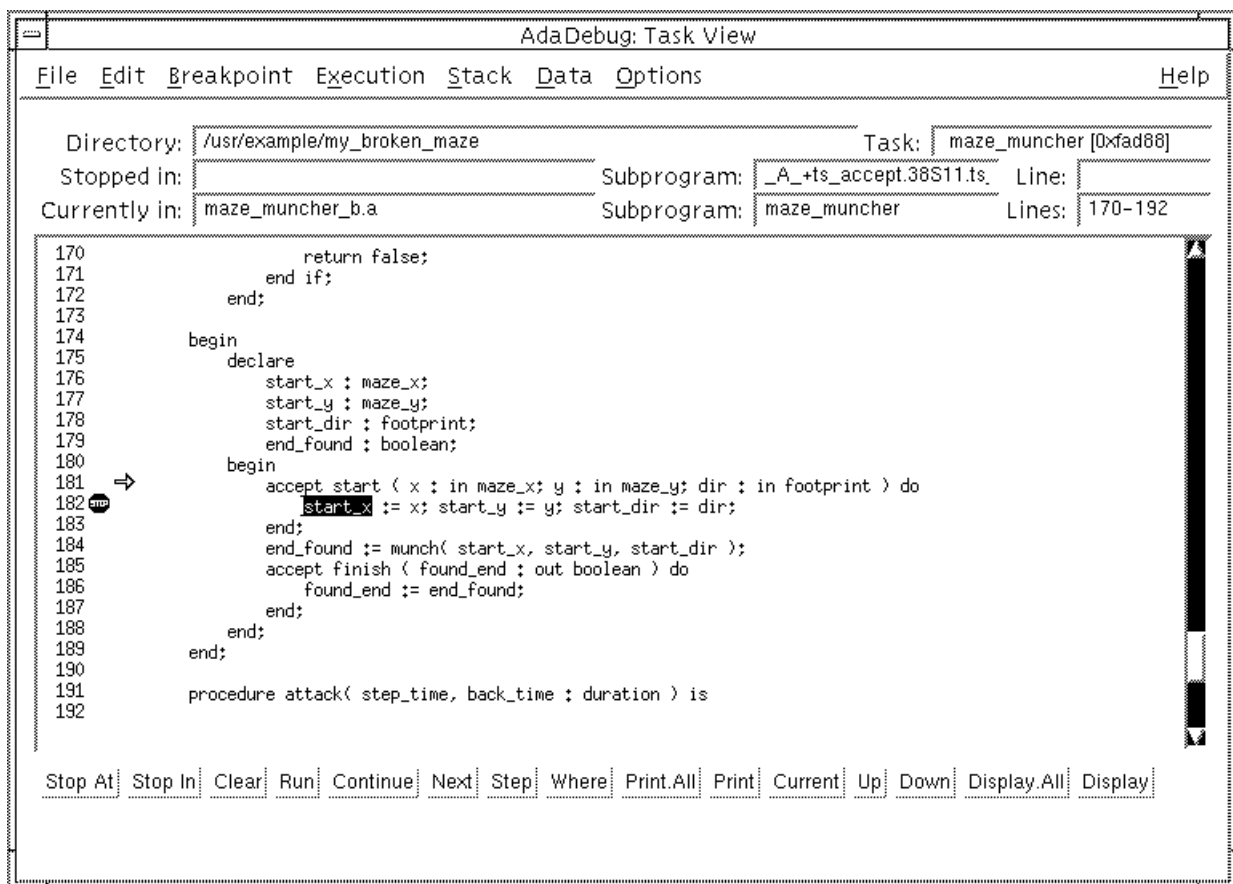 AdaDebug: Task View
File Edit Breakpoint Execution Stack Data Options Help
Directory: /usr/example/my_broken_maze Task: maze_muncher [0xfad88]
Stopped in: Subprogram: _A_+ts_accept.38S11.ts_ Line:
Currently in: maze_muncher_b.a Subprogram: maze_muncher Lines: 170-192
170 return false;
171 end if;
172 end;
173
174 begin
175 declare
176 start_x : maze_x;
177 start_y : maze_y;
178 start_dir : footprint;
179 end_found : boolean;
180 begin
181 accept start ( x : in maze_x; y : in maze_y; dir : in footprint ) do
182 STOP start_x := x; start_y := y; start_dir := dir;
183 end;
184 end_found := munch( start_x, start_y, start_dir );
185 accept finish ( found_end : out boolean ) do
186 found_end := end_found;
187 end;
188 end;
189 end;
190
191 procedure attack( step_time, back_time : duration ) is
192
Stop At Stop In Clear Run Continue Next Step Where Print.All Print Current Up Down Display.All Display